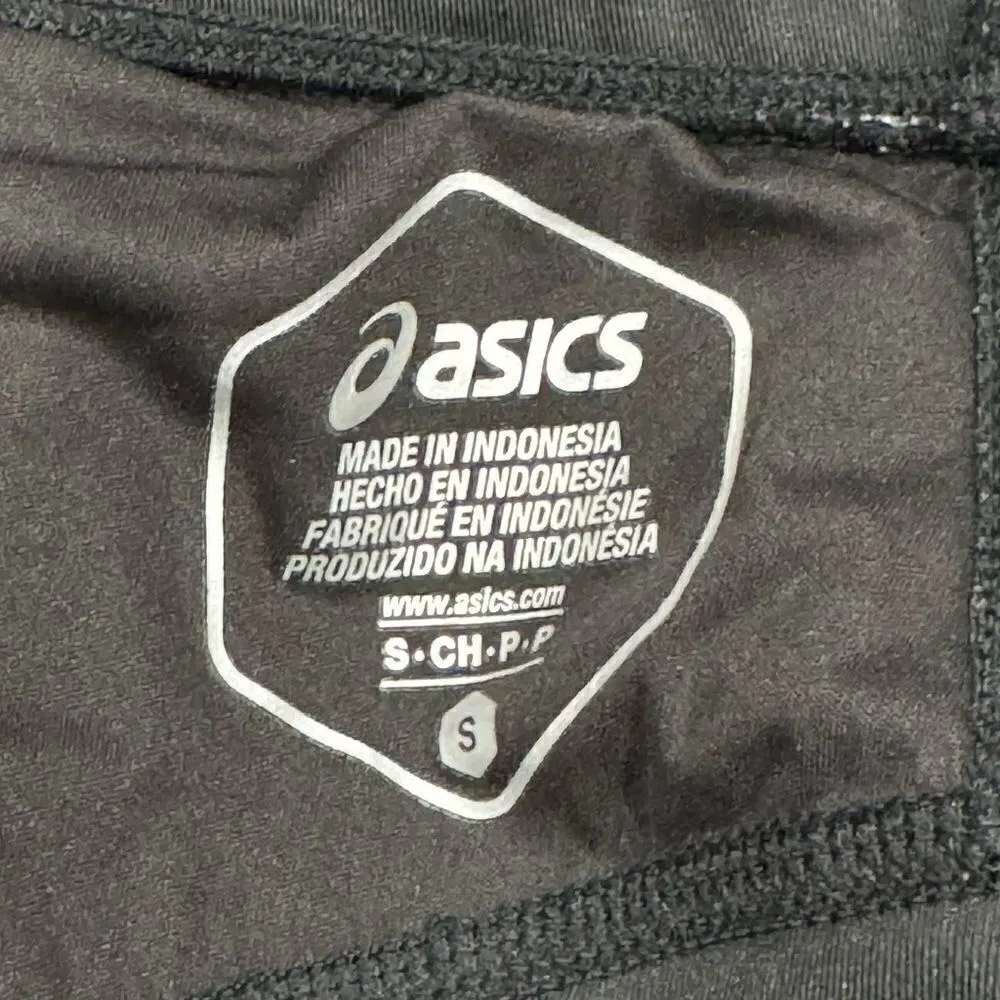 asics
MADE IN INDONESIA
HECHO EN INDONESIA
FABRIQUÉ EN INDONÉSIE
PRODUZIDO NA INDONÉSIA
www.asics.com
S·CH·P·P
S